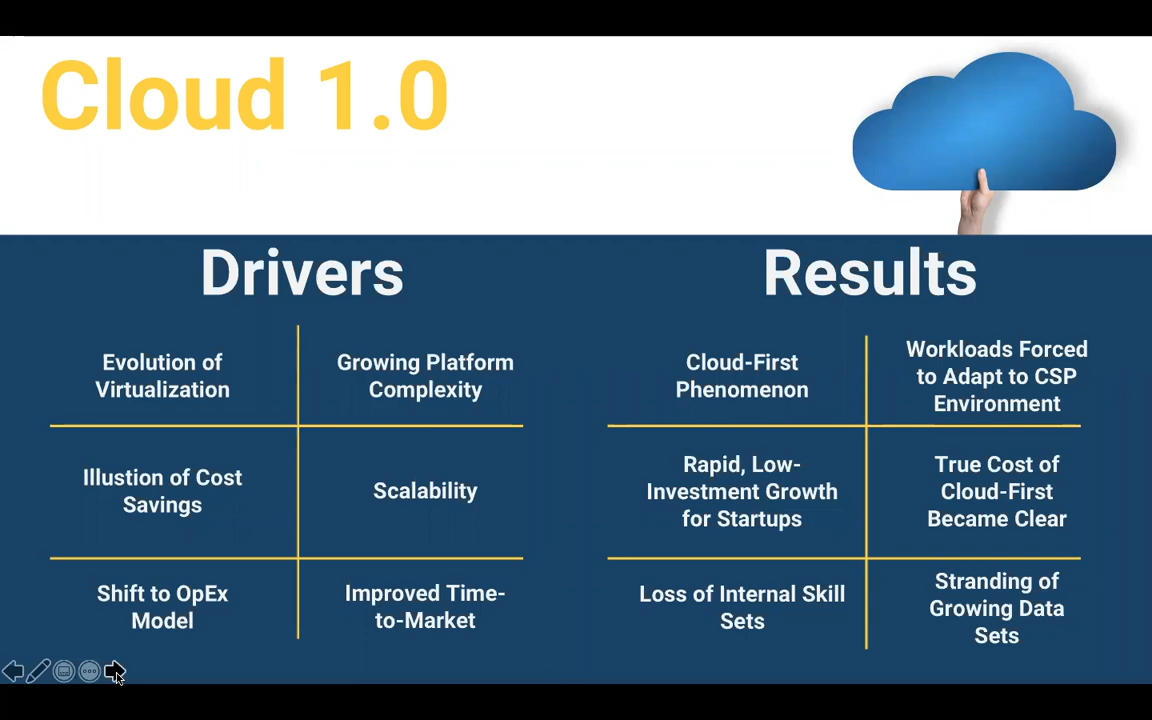 Cloud 1.0
Drivers
Evolution of
Virtualization
Growing Platform
Complexity
Illustion of Cost
Savings
Scalability
Shift to OpEx
Model
Improved Time-
to-Market
Results
Cloud-First
Phenomenon
Workloads Forced
to Adapt to CSP
Environment
Rapid, Low-
Investment Growth
for Startups
True Cost of
Cloud-First
Became Clear
Loss of Internal Skill
Sets
Stranding of
Growing Data
Sets